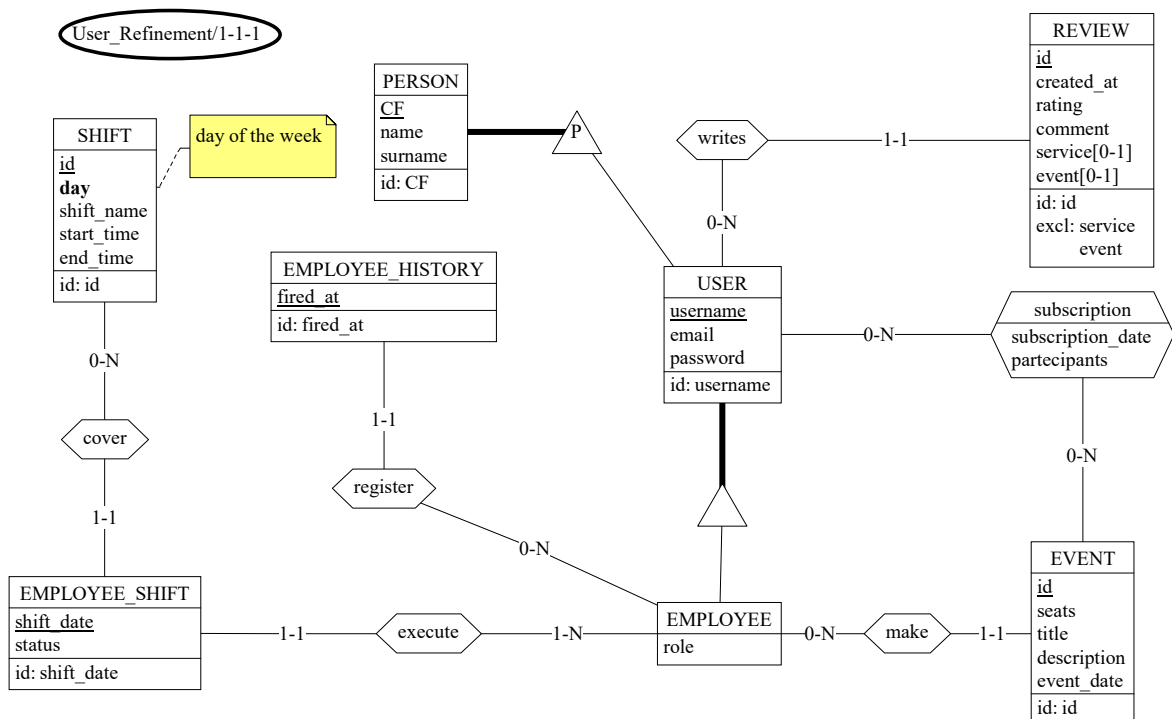 User_Refinement/1-1-1
REVIEW
id
created_at
rating
comment
service[0-1]
event[0-1]
id: id
excl: service
event
PERSON
CF
name
surname
id: CF
P
writes
1-1
0-N
SHIFT
id
day
shift_name
start_time
end_time
id: id
day of the week
EMPLOYEE_HISTORY
fired_at
id: fired_at
USER
username
email
password
id: username
0-N
subscription
subscription_date
partecipants
0-N
cover
1-1
1-1
register
0-N
0-N
EMPLOYEE_SHIFT
shift_date
status
id: shift_date
1-1
execute
1-N
EMPLOYEE
role
0-N
make
1-1
EVENT
id
seats
title
description
event_date
id: id